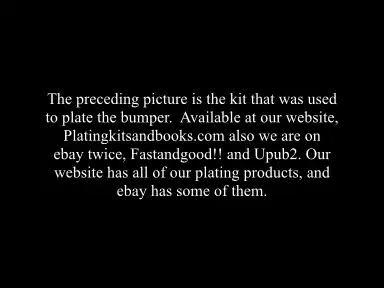 The preceding picture is the kit that was used
to plate the bumper.  Available at our website,
Platingkitsandbooks.com also we are on
ebay twice, Fastandgood!! and Upub2. Our
website has all of our plating products, and
ebay has some of them.